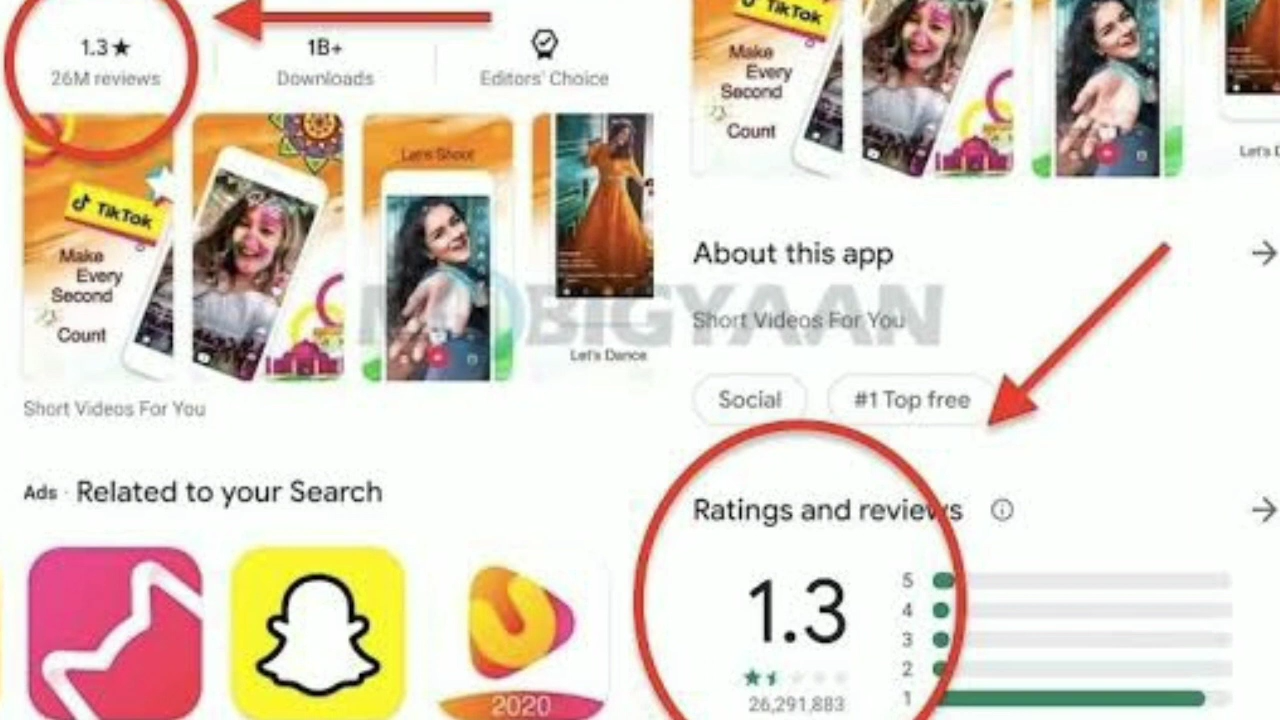 1.3★
26M reviews
1B+
Downloads
Editors' Choice
TikTok
Make
Every
Second
Count
Let's Shoot
Let's Dance
Short Videos For You
Ads · Related to your Search
2020
TikTok
Make
Every
Second
Count
Let's D
About this app
Short Videos For You
Social
#1 Top free
Ratings and reviews
1.3
26,291,883
5
4
3
2
1
MOBIGYAAN